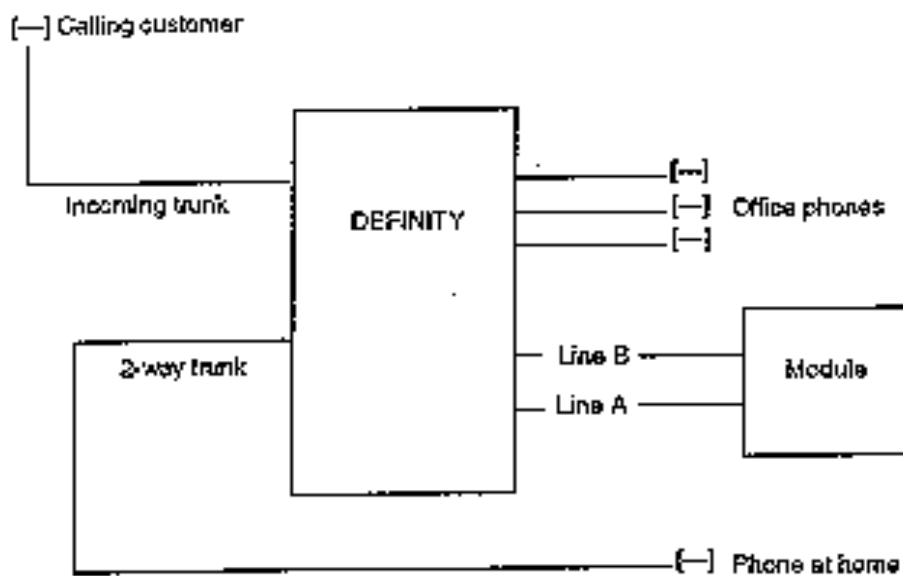 [—] Calling customer
Incoming trunk
DEFINITY
[---]
[—] Office phones
[—]
2-way trunk
Line B
Line A
Module
[—] Phone at home